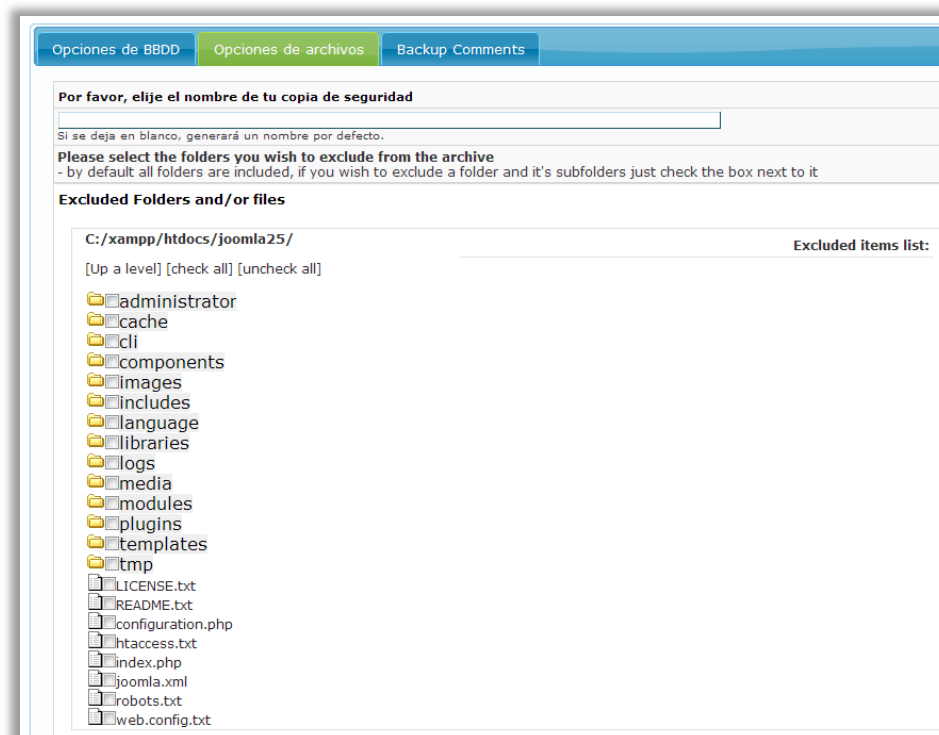 Opciones de BBDD Opciones de archivos Backup Comments
Por favor, elije el nombre de tu copia de seguridad
Si se deja en blanco, generará un nombre por defecto.
Please select the folders you wish to exclude from the archive
- by default all folders are included, if you wish to exclude a folder and it's subfolders just check the box next to it
Excluded Folders and/or files
C:/xampp/htdocs/joomla25/
Excluded items list:
[Up a level] [check all] [uncheck all]
administrator
cache
cli
components
images
includes
language
libraries
logs
media
modules
plugins
templates
tmp
LICENSE.txt
README.txt
configuration.php
htaccess.txt
index.php
joomla.xml
robots.txt
web.config.txt